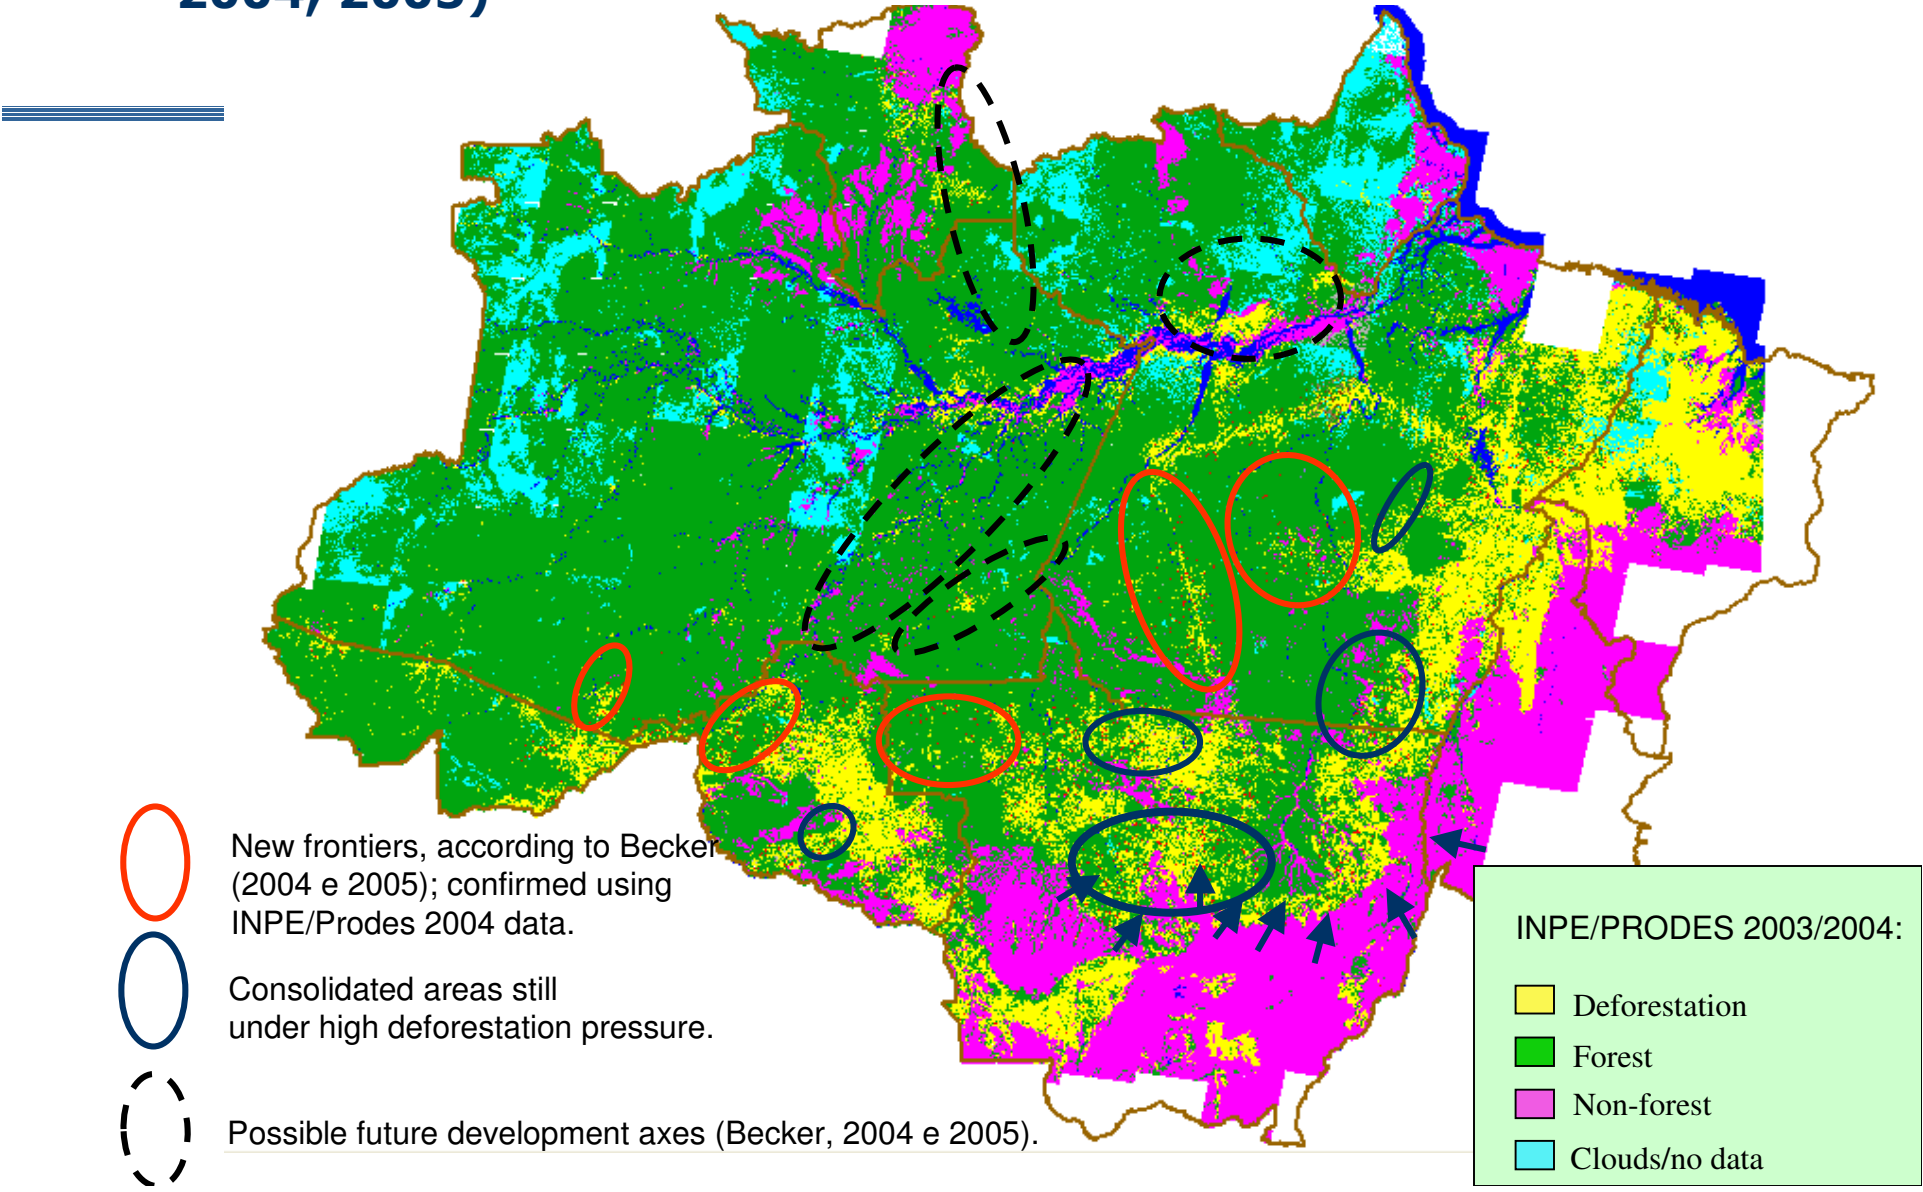 2004, 2005)
New frontiers, according to Becker
(2004 e 2005); confirmed using
INPE/Prodes 2004 data.
Consolidated areas still
under high deforestation pressure.
Possible future development axes (Becker, 2004 e 2005).
INPE/PRODES 2003/2004:
Deforestation
Forest
Non-forest
Clouds/no data